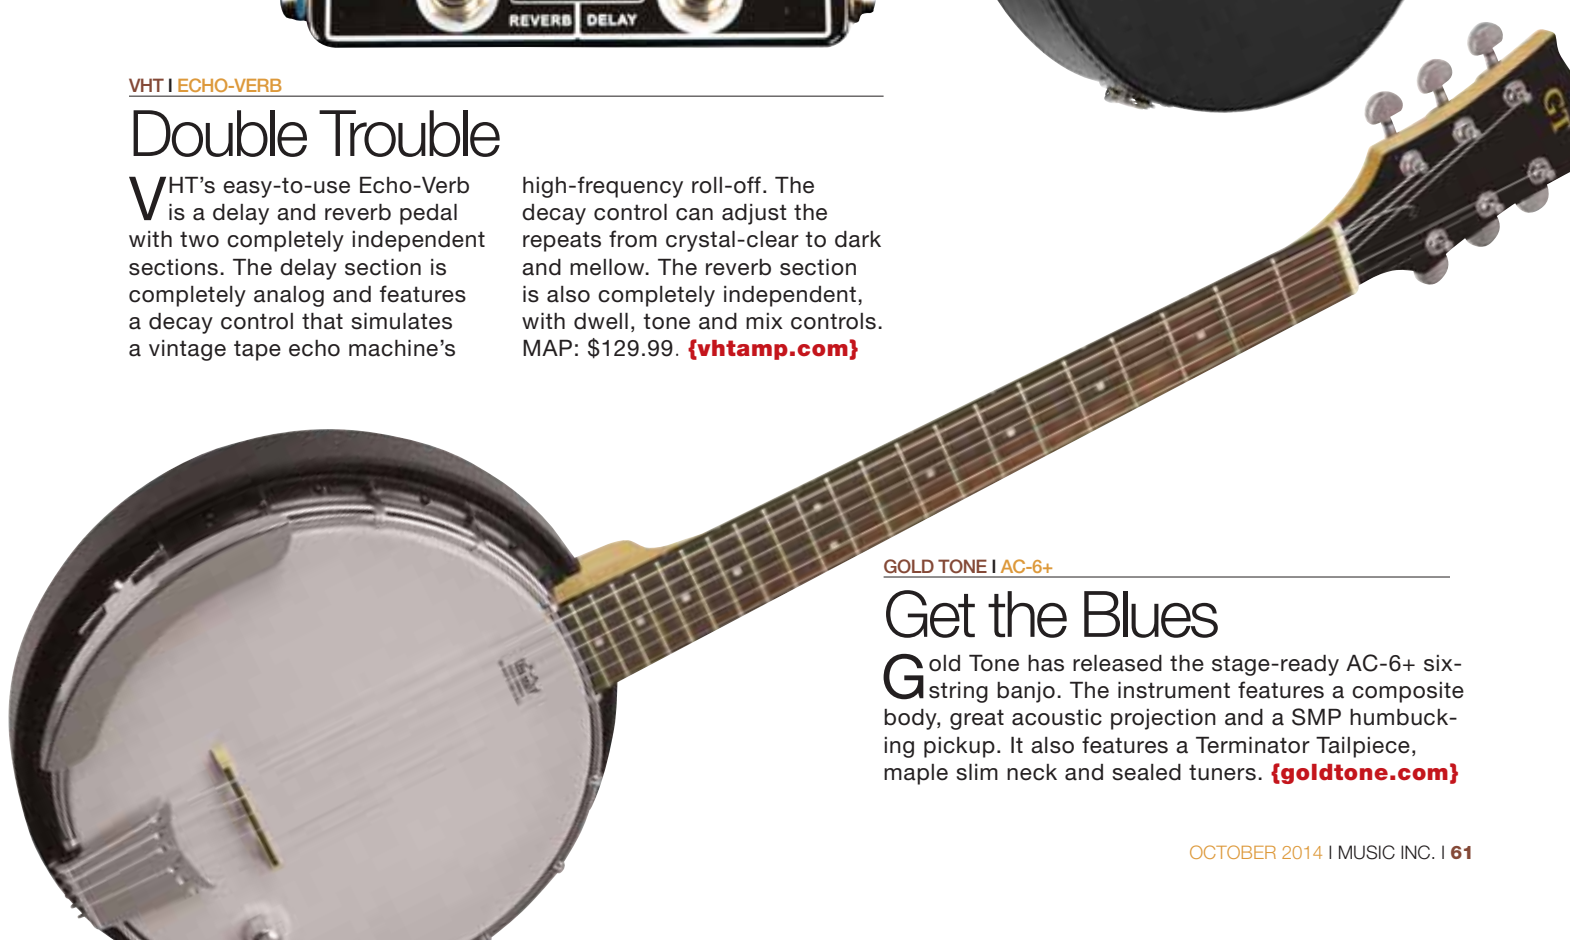 REVERB DELAY
VHT | ECHO-VERB
Double Trouble
VHT’s easy-to-use Echo-Verb
is a delay and reverb pedal
with two completely independent
sections. The delay section is
completely analog and features
a decay control that simulates
a vintage tape echo machine’s
high-frequency roll-off. The
decay control can adjust the
repeats from crystal-clear to dark
and mellow. The reverb section
is also completely independent,
with dwell, tone and mix controls.
MAP: $129.99. {vhtamp.com}
GT
GOLD TONE | AC-6+
Get the Blues
Gold Tone has released the stage-ready AC-6+ six-
string banjo. The instrument features a composite
body, great acoustic projection and a SMP humbuck-
ing pickup. It also features a Terminator Tailpiece,
maple slim neck and sealed tuners. {goldtone.com}
OCTOBER 2014 | MUSIC INC. | 61